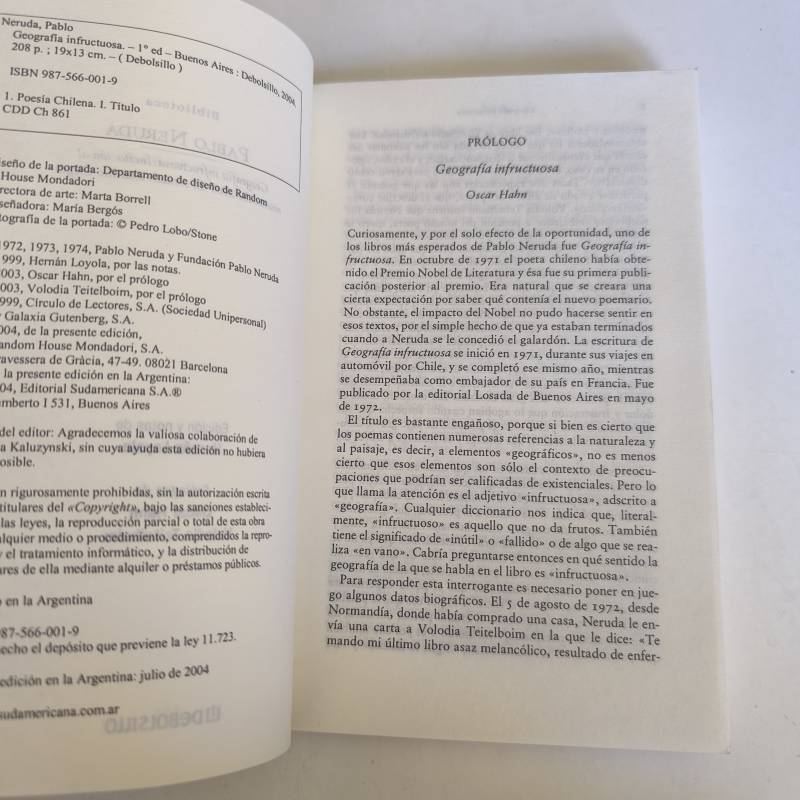 Neruda, Pablo
Geografía infructuosa. – 1ª ed – Buenos Aires : Debolsillo, 2004.
208 p. ; 19x13 cm. – ( Debolsillo )
ISBN 987-566-001-9
1. Poesía Chilena. I. Título
CDD Ch 861
seño de la portada: Departamento de diseño de Random
House Mondadori
rectora de arte: Marta Borrell
señadora: María Bergós
tografía de la portada: © Pedro Lobo/Stone
1972, 1973, 1974, Pablo Neruda y Fundación Pablo Neruda
1999, Hernán Loyola, por las notas.
2003, Oscar Hahn, por el prólogo
2003, Volodia Teitelboim, por el prólogo
1999, Círculo de Lectores, S.A. (Sociedad Unipersonal)
y Galaxia Gutenberg, S.A.
004, de la presente edición,
andom House Mondadori, S.A.
avessera de Gràcia, 47-49. 08021 Barcelona
la presente edición en la Argentina:
04, Editorial Sudamericana S.A.®
mberto I 531, Buenos Aires
del editor: Agradecemos la valiosa colaboración de
a Kaluzynski, sin cuya ayuda esta edición no hubiera
osible.
n rigurosamente prohibidas, sin la autorización escrita
titulares del «Copyright», bajo las sanciones estableci-
las leyes, la reproducción parcial o total de esta obra
alquier medio o procedimiento, comprendidos la repro-
y el tratamiento informático, y la distribución de
ares de ella mediante alquiler o préstamos públicos.
o en la Argentina
87-566-001-9
echo el depósito que previene la ley 11.723.
edición en la Argentina: julio de 2004
sudamericana.com.ar
PRÓLOGO
Geografía infructuosa
Oscar Hahn
Curiosamente, y por el solo efecto de la oportunidad, uno de
los libros más esperados de Pablo Neruda fue Geografía in-
fructuosa. En octubre de 1971 el poeta chileno había obte-
nido el Premio Nobel de Literatura y ésa fue su primera publi-
cación posterior al premio. Era natural que se creara una
cierta expectación por saber qué contenía el nuevo poemario.
No obstante, el impacto del Nobel no pudo hacerse sentir en
esos textos, por el simple hecho de que ya estaban terminados
cuando a Neruda se le concedió el galardón. La escritura de
Geografía infructuosa se inició en 1971, durante sus viajes en
automóvil por Chile, y se completó ese mismo año, mientras
se desempeñaba como embajador de su país en Francia. Fue
publicado por la editorial Losada de Buenos Aires en mayo
de 1972.
El título es bastante engañoso, porque si bien es cierto que
los poemas contienen numerosas referencias a la naturaleza y
al paisaje, es decir, a elementos «geográficos», no es menos
cierto que esos elementos son sólo el contexto de preocu-
paciones que podrían ser calificadas de existenciales. Pero lo
que llama la atención es el adjetivo «infructuosa», adscrito a
«geografía». Cualquier diccionario nos indica que, literal-
mente, «infructuoso» es aquello que no da frutos. También
tiene el significado de «inútil» o «fallido» o de algo que se rea-
liza «en vano». Cabría preguntarse entonces en qué sentido la
geografía de la que se habla en el libro es «infructuosa».
Para responder esta interrogante es necesario poner en jue-
go algunos datos biográficos. El 5 de agosto de 1972, desde
Normandía, donde había comprado una casa, Neruda le en-
vía una carta a Volodia Teitelboim en la que le dice: «Te
mando mi último libro asaz melancólico, resultado de enfer-